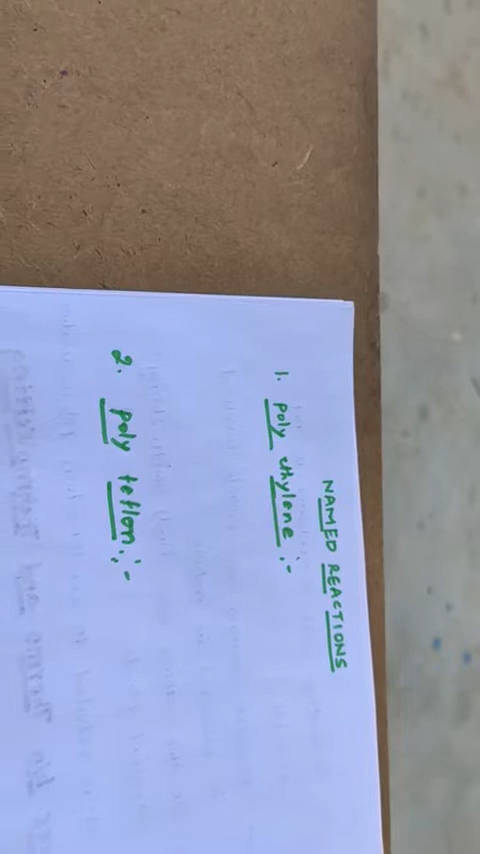 NAMED REACTIONS
1. Poly ethylene :-
2. poly teflon :-